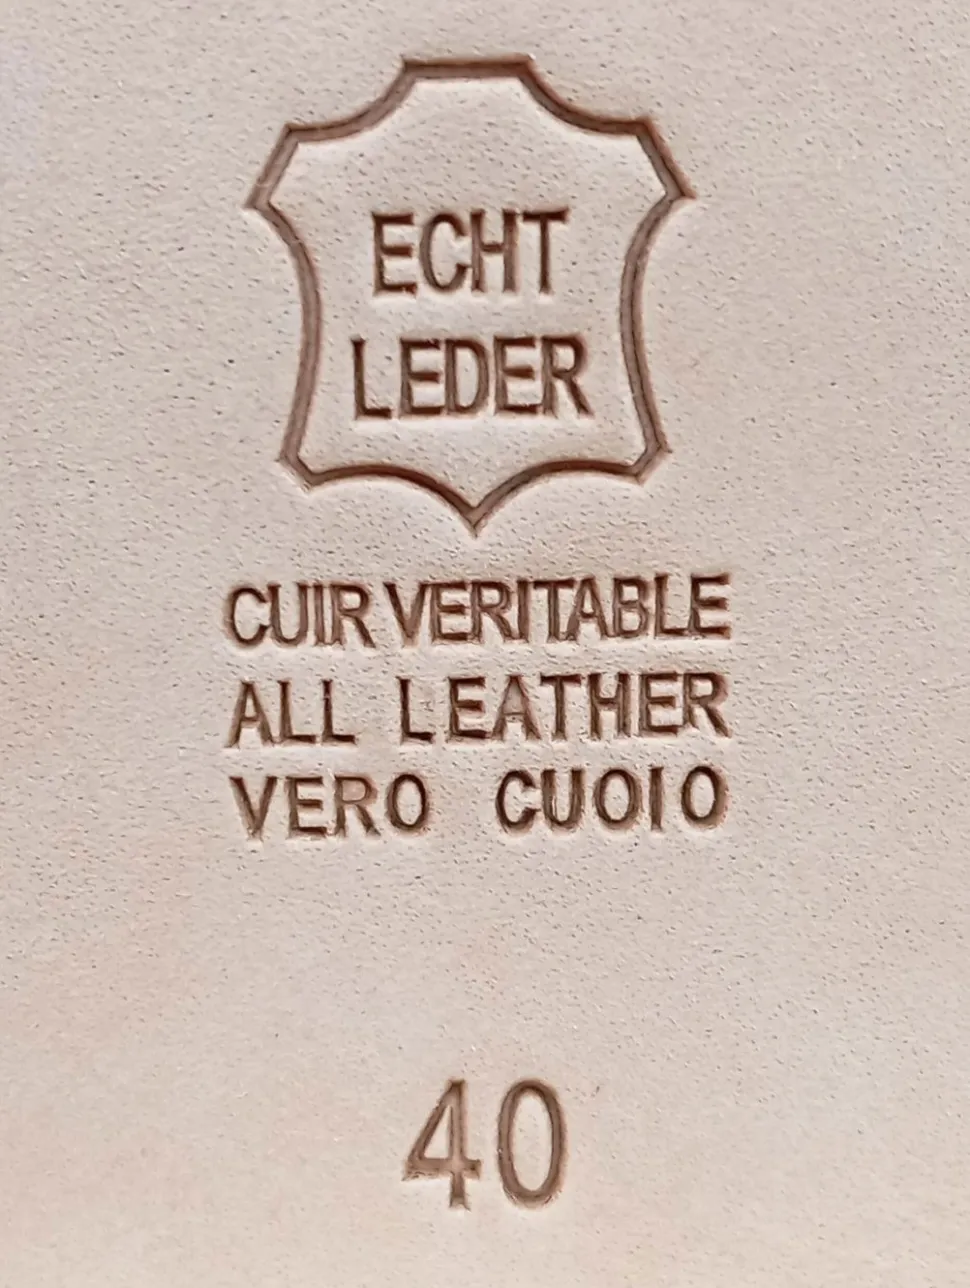 ECHT
LEDER
CUIR VERITABLE
ALL LEATHER
VERO CUOIO
40